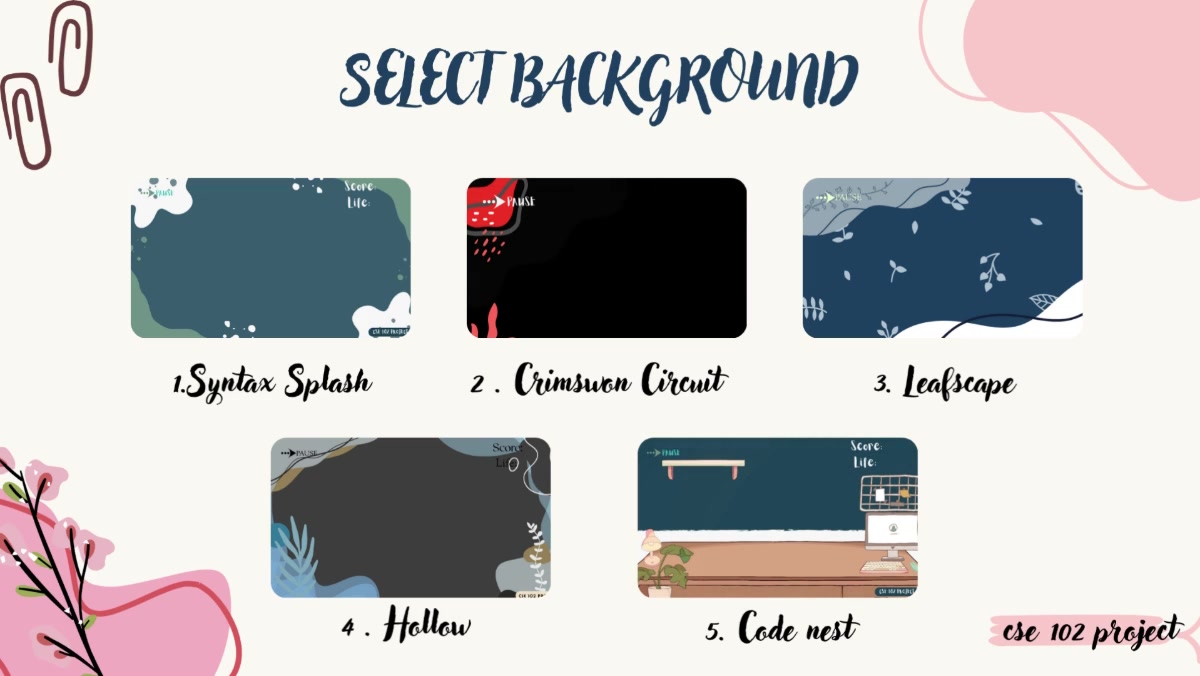 SELECT BACKGROUND
PAUSE
Score:
Life:
PAUSE
PAUSE
CSE 102 PROJECT
1.Syntax Splash
2 . Crimswon Circuit
3. Leafscape
PAUSE
Score:
Life:
PAUSE
Score:
Life:
CSE 102 PR
CSE 102 PROJECT
4 . Hollow
5. Code nest
cse 102 project